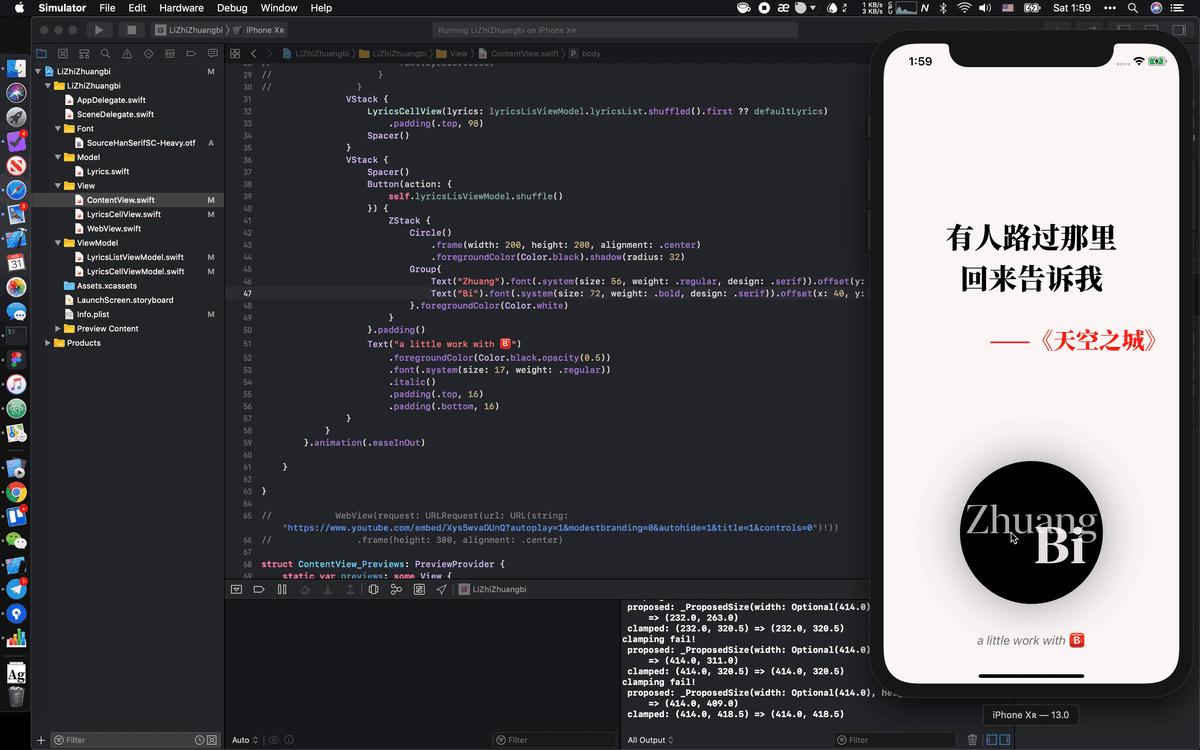 Simulator File Edit Hardware Debug Window Help
1 KB/s
3 KB/s
Sat 1:59
LiZhiZhuangbi iPhone Xʀ
Running LiZhiZhuangbi on iPhone Xʀ
LiZhiZhuangbi M
LiZhiZhuangbi
AppDelegate.swift
SceneDelegate.swift
Font
SourceHanSerifSC-Heavy.otf A
Model
Lyrics.swift
View
ContentView.swift M
LyricsCellView.swift M
WebView.swift
ViewModel
LyricsListViewModel.swift M
LyricsCellViewModel.swift M
Assets.xcassets
LaunchScreen.storyboard
Info.plist M
Preview Content
Products
Filter
LiZhiZhuangbi LiZhiZhuangbi View ContentView.swift P body
29 // }
30 // }
31 VStack {
32 LyricsCellView(lyrics: lyricsLisViewModel.lyricsList.shuffled().first ?? defaultLyrics)
33 .padding(.top, 98)
34 Spacer()
35 }
36 VStack {
37 Spacer()
38 Button(action: {
39 self.lyricsLisViewModel.shuffle()
40 }) {
41 ZStack {
42 Circle()
43 .frame(width: 200, height: 200, alignment: .center)
44 .foregroundColor(Color.black).shadow(radius: 32)
45 Group{
46 Text("Zhuang").font(.system(size: 56, weight: .regular, design: .serif)).offset(y:
47 Text("Bi").font(.system(size: 72, weight: .bold, design: .serif)).offset(x: 40, y:
48 }.foregroundColor(Color.white)
49 }
50 }.padding()
51 Text("a little work with 🅱️")
52 .foregroundColor(Color.black.opacity(0.5))
53 .font(.system(size: 17, weight: .regular))
54 .italic()
55 .padding(.top, 16)
56 .padding(.bottom, 16)
57 }
58 }
59 }.animation(.easeInOut)
60
61 }
62
63 }
64
65 // WebView(request: URLRequest(url: URL(string:
"https://www.youtube.com/embed/Xys5wvaDUnQ?autoplay=1&modestbranding=0&autohide=1&title=1&controls=0")!))
66 // .frame(height: 300, alignment: .center)
67
68 struct ContentView_Previews: PreviewProvider {
69 static var previews: some View {
LiZhiZhuangbi
proposed: _ProposedSize(width: Optional(414.0)
=> (232.0, 263.0)
clamped: (232.0, 320.5) => (232.0, 320.5)
clamping fail!
proposed: _ProposedSize(width: Optional(414.0)
=> (414.0, 311.0)
clamped: (414.0, 320.5) => (414.0, 320.5)
clamping fail!
proposed: _ProposedSize(width: Optional(414.0), he
=> (414.0, 409.0)
clamped: (414.0, 418.5) => (414.0, 418.5)
Auto
Filter
All Output
Filter
1:59
有人路过那里
回来告诉我
——《天空之城》
Zhuang
Bi
a little work with 🅱️
iPhone Xʀ — 13.0
31
Ag